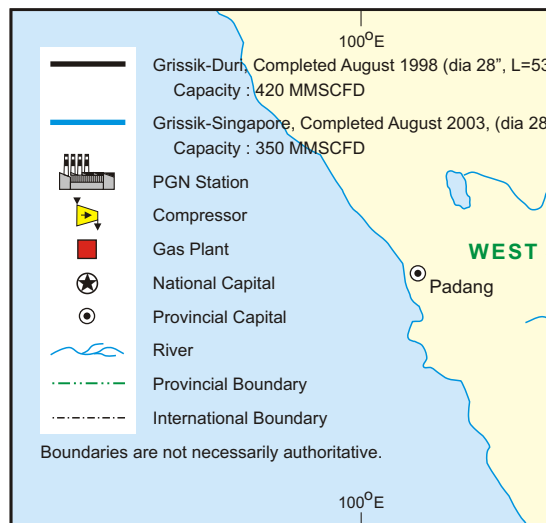 100°E
Grissik-Duri, Completed August 1998 (dia 28", L=53
Capacity : 420 MMSCFD
Grissik-Singapore, Completed August 2003, (dia 28
Capacity : 350 MMSCFD
PGN Station
Compressor
Gas Plant
WEST
National Capital
Padang
Provincial Capital
River
Provincial Boundary
International Boundary
Boundaries are not necessarily authoritative.
100°E